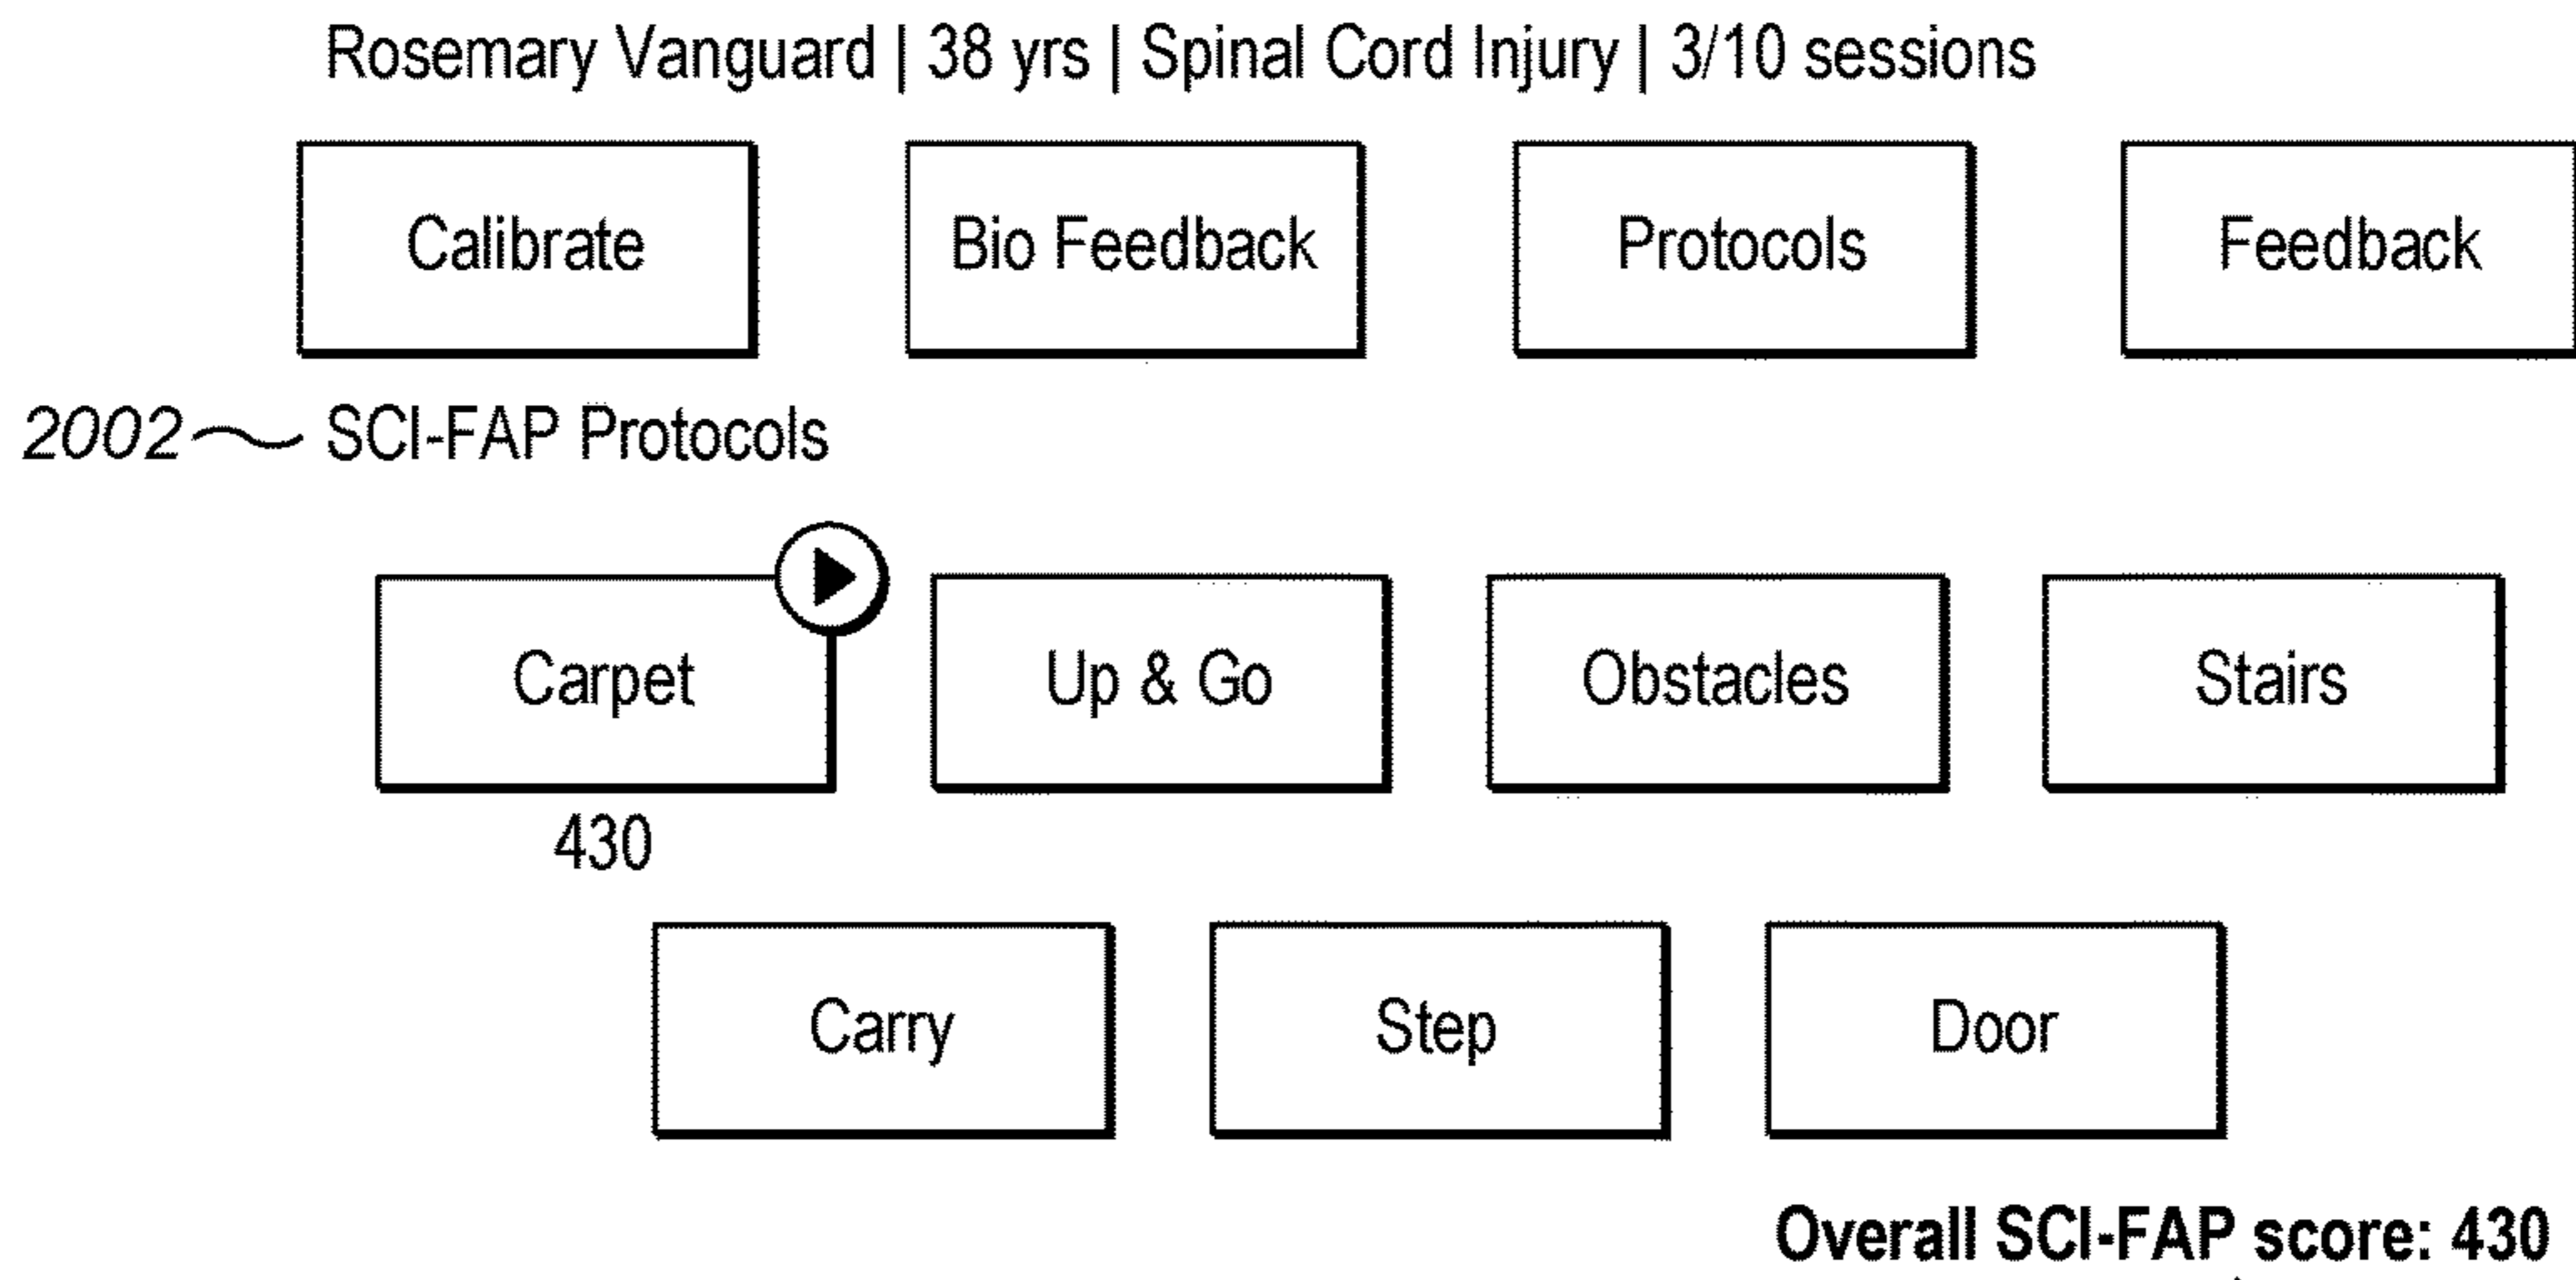 Rosemary Vanguard | 38 yrs | Spinal Cord Injury | 3/10 sessions
Calibrate Bio Feedback Protocols Feedback
2002 SCI-FAP Protocols
Carpet Up & Go Obstacles Stairs
430
Carry Step Door
Overall SCI-FAP score: 430